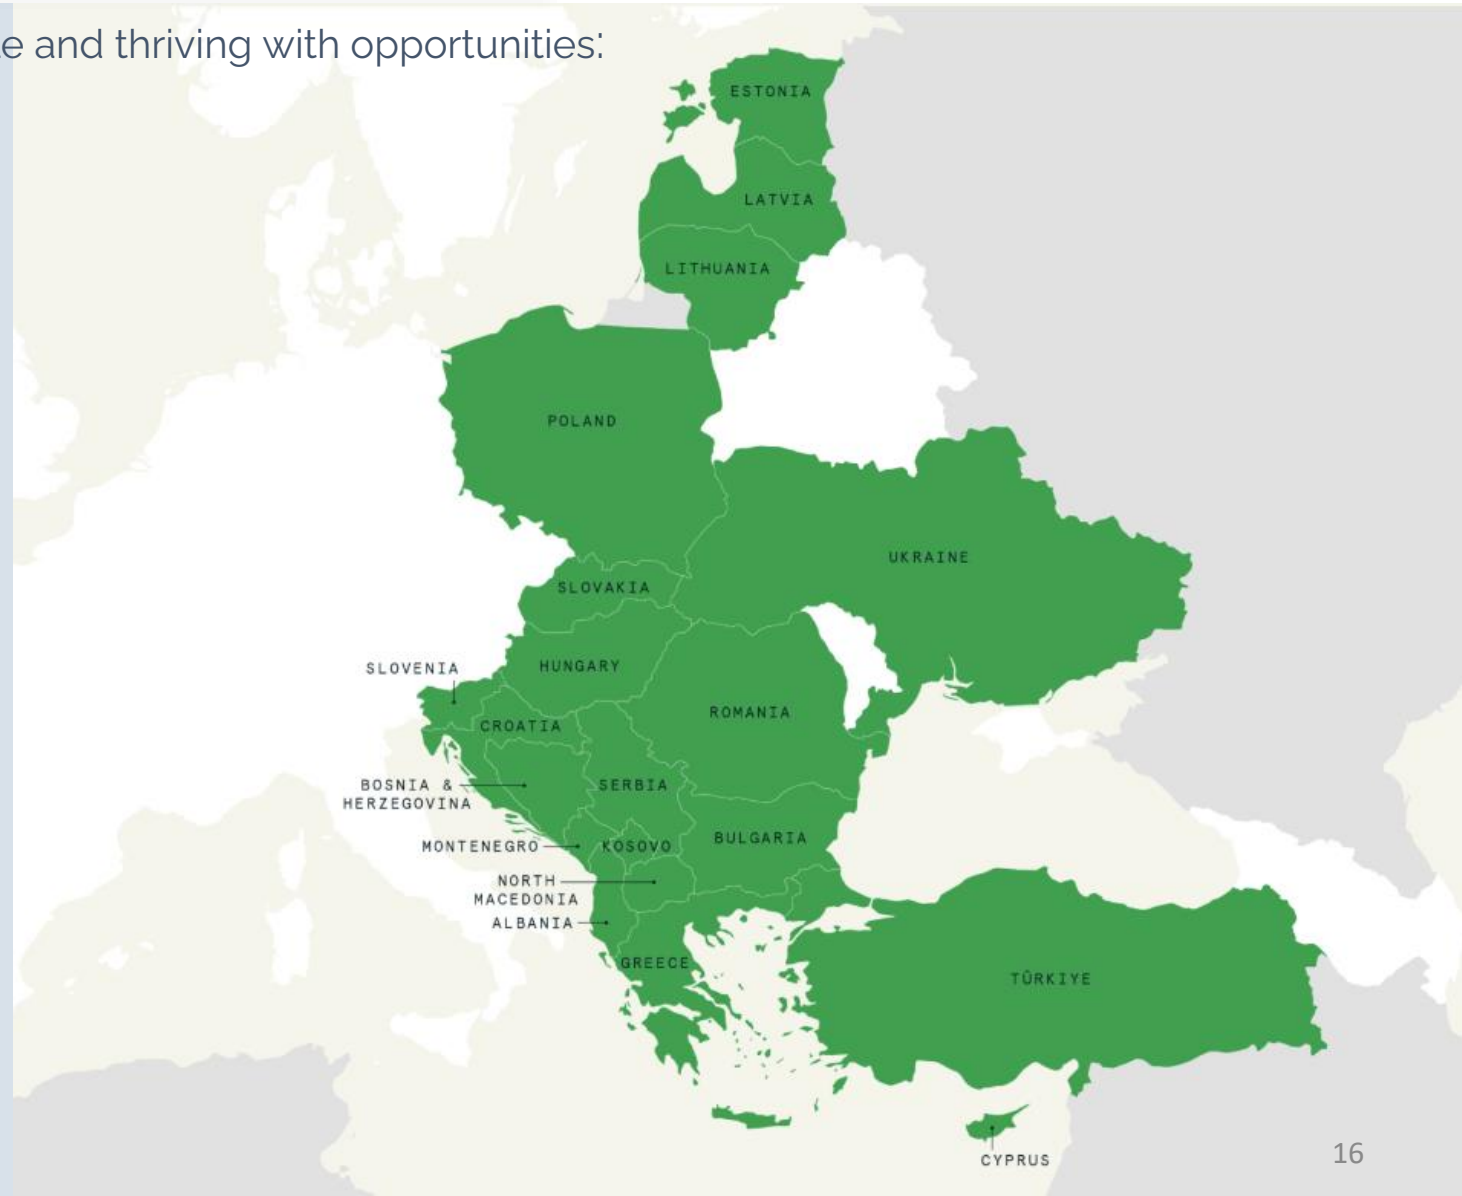 e and thriving with opportunities:
ESTONIA
LATVIA
LITHUANIA
POLAND
UKRAINE
SLOVAKIA
SLOVENIA
HUNGARY
ROMANIA
CROATIA
BOSNIA &
HERZEGOVINA
SERBIA
BULGARIA
MONTENEGRO
KOSOVO
NORTH
MACEDONIA
ALBANIA
GREECE
TÜRKIYE
CYPRUS
16